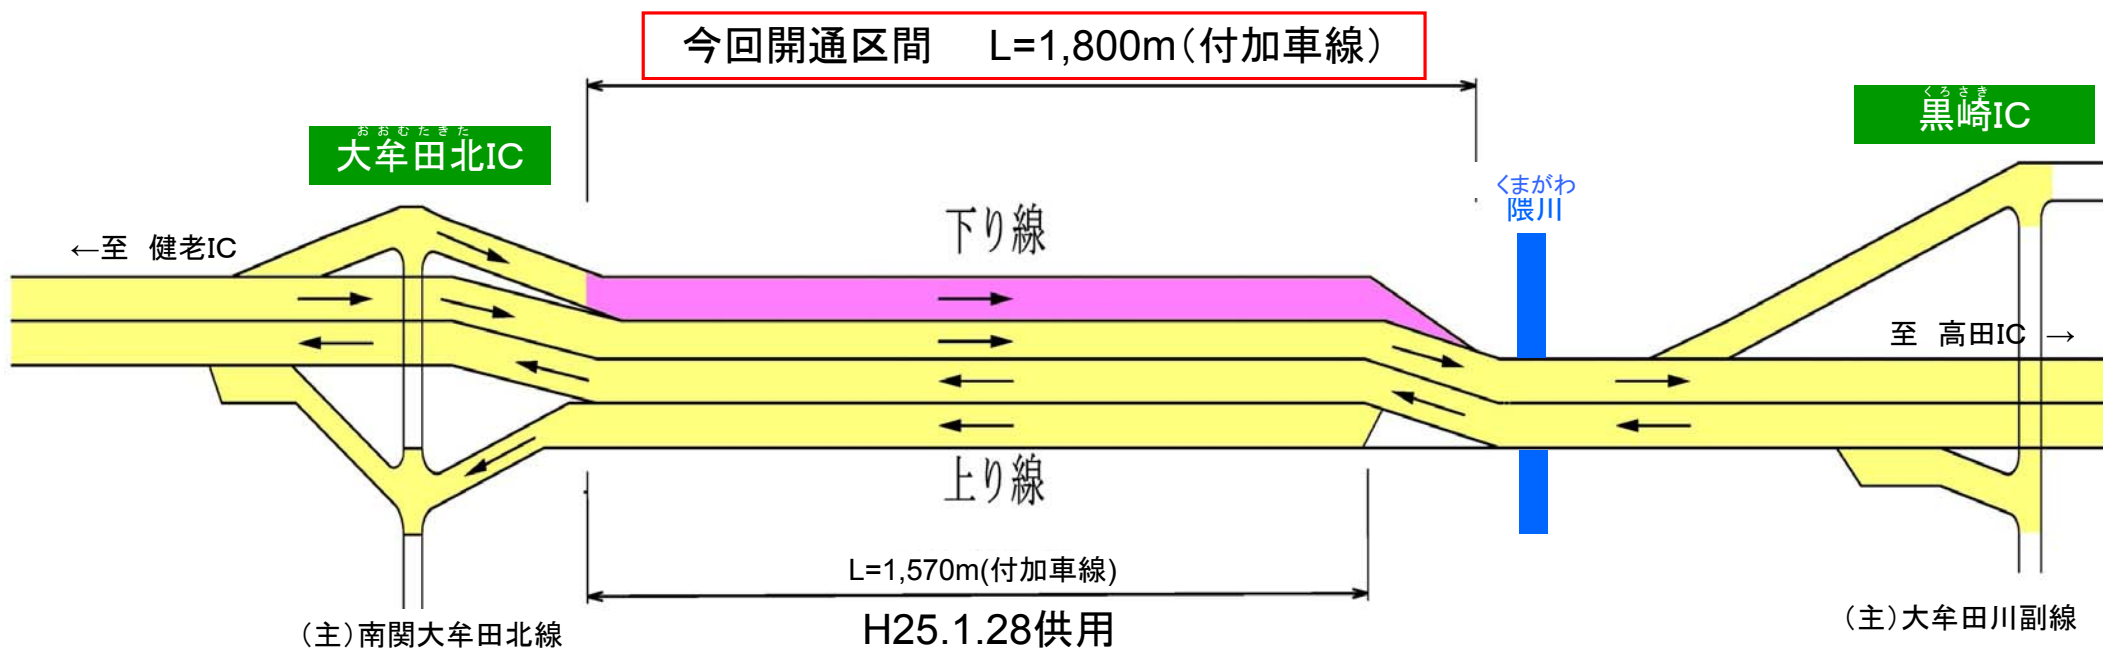 今回開通区間　L=1,800m（付加車線）
くろさき
黒崎IC
おおむたきた
大牟田北IC
くまがわ
隈川
下り線
←至　健老IC
至　高田IC　→
上り線
L=1,570m(付加車線)
H25.1.28供用
（主）南関大牟田北線
（主）大牟田川副線